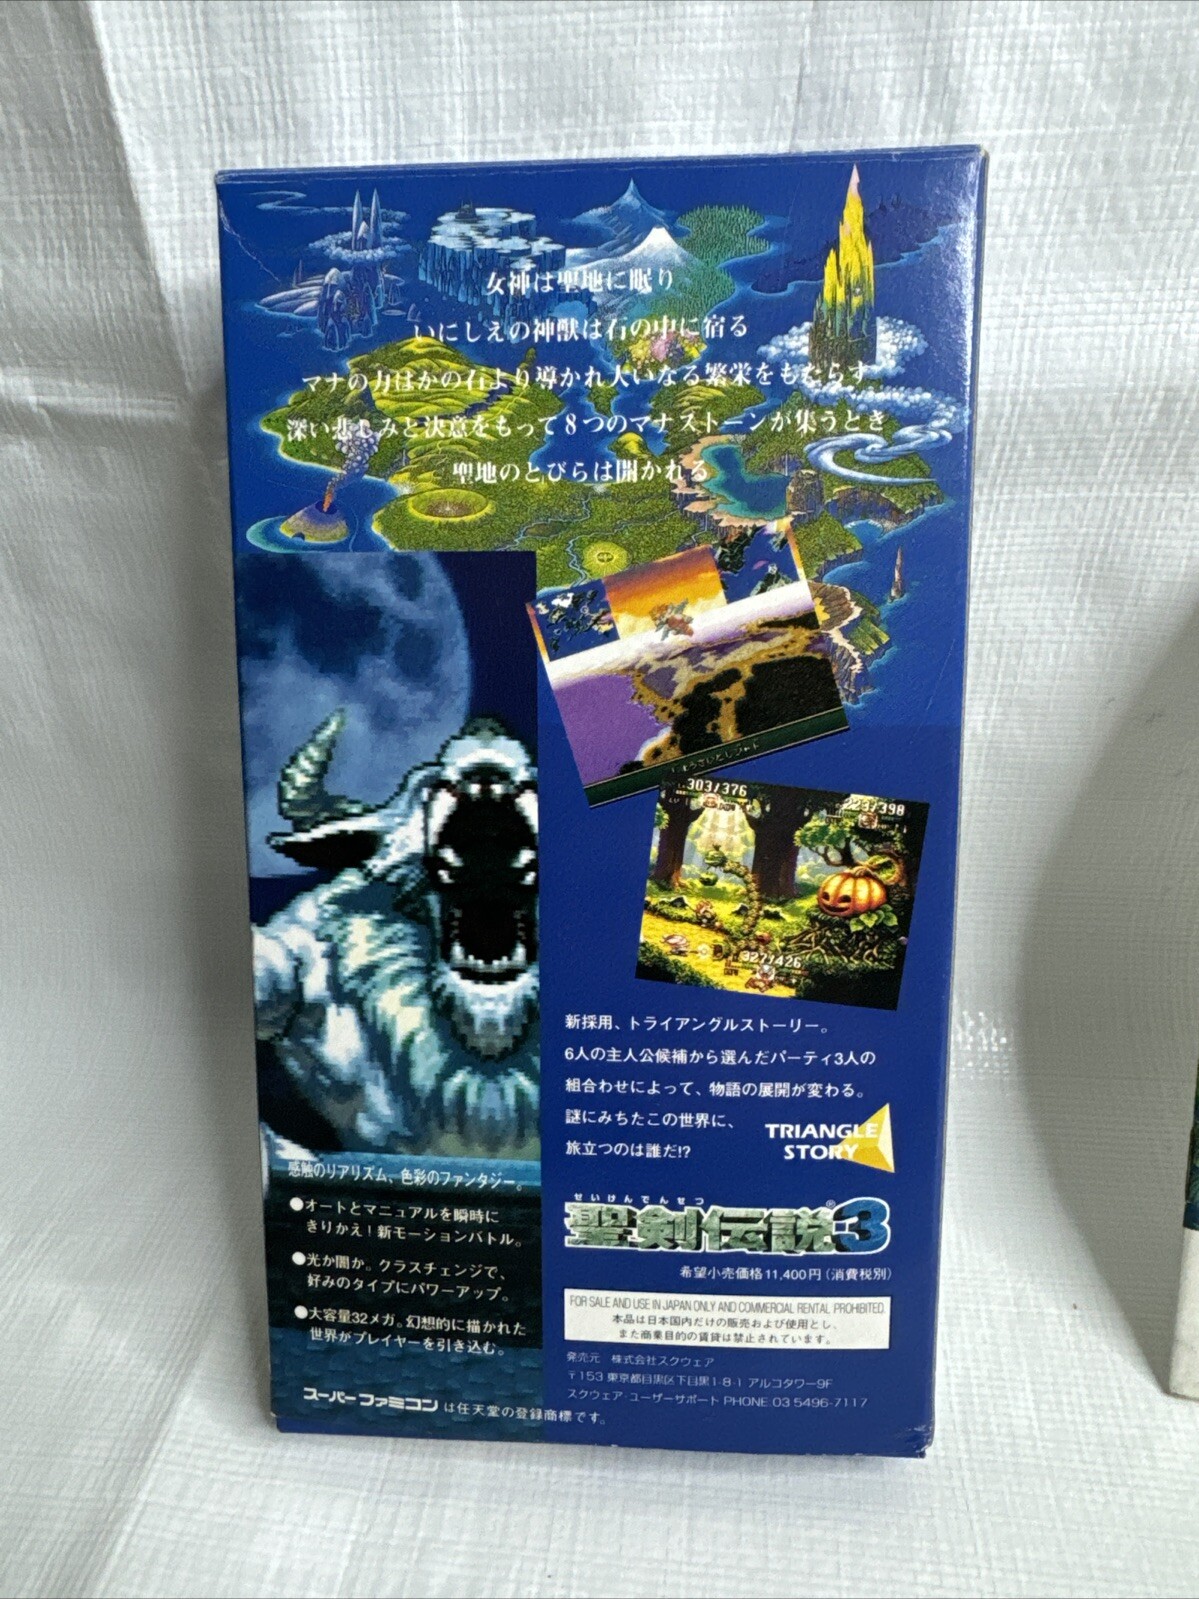 女神は聖地に眠り
いにしえの神獣は石の中に宿る
マナの力はかの石より導かれ大いなる繁栄をもたらす
深い悲しみと決意をもって8つのマナストーンが集うとき
聖地のとびらは開かれる
303/376
223/398
327/426
新採用、トライアングルストーリー。
6人の主人公候補から選んだパーティ3人の
組合わせによって、物語の展開が変わる。
謎にみちたこの世界に、
旅立つのは誰だ!?
TRIANGLE
STORY
感触のリアリズム、色彩のファンタジー。
●オートとマニュアルを瞬時に
きりかえ！新モーションバトル。
●光か闇か。クラスチェンジで、
好みのタイプにパワーアップ。
●大容量32メガ。幻想的に描かれた
世界がプレイヤーを引き込む。
スーパーファミコンは任天堂の登録商標です。
せいけんでんせつ
聖剣伝説3®
希望小売価格11,400円（消費税別）
FOR SALE AND USE IN JAPAN ONLY AND COMMERCIAL RENTAL PROHIBITED.
本品は日本国内だけの販売および使用とし、
また商業目的の賃貸は禁止されています。
発売元 株式会社スクウェア
〒153 東京都目黒区下目黒1-8-1 アルコタワー9F
スクウェア・ユーザーサポート PHONE 03 5496-7117